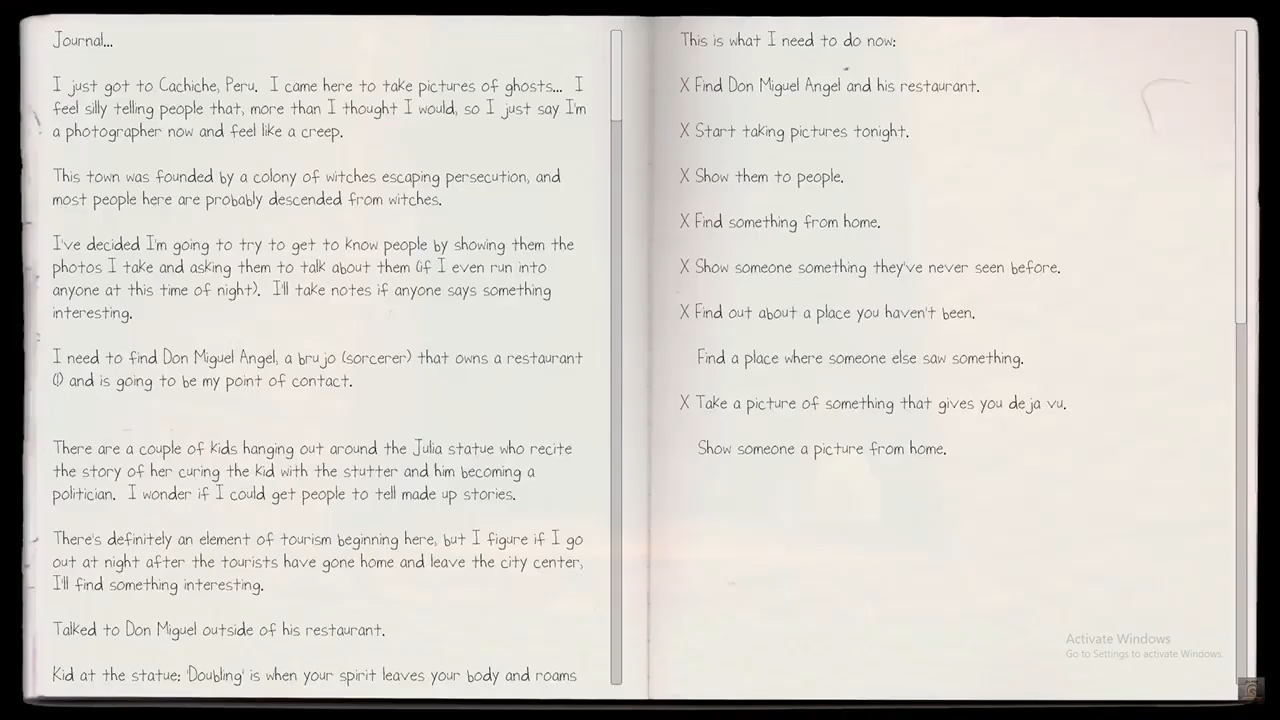 Journal...
I just got to Cachiche, Peru. I came here to take pictures of ghosts... I
feel silly telling people that, more than I thought I would, so I just say I'm
a photographer now and feel like a creep.
This town was founded by a colony of witches escaping persecution, and
most people here are probably descended from witches.
I've decided I'm going to try to get to know people by showing them the
photos I take and asking them to talk about them (if I even run into
anyone at this time of night). I'll take notes if anyone says something
interesting.
I need to find Don Miguel Angel, a brujo (sorcerer) that owns a restaurant
(!) and is going to be my point of contact.
There are a couple of kids hanging out around the Julia statue who recite
the story of her curing the kid with the stutter and him becoming a
politician. I wonder if I could get people to tell made up stories.
There's definitely an element of tourism beginning here, but I figure if I go
out at night after the tourists have gone home and leave the city center,
I'll find something interesting.
Talked to Don Miguel outside of his restaurant.
Kid at the statue: 'Doubling' is when your spirit leaves your body and roams
This is what I need to do now:
X Find Don Miguel Angel and his restaurant.
X Start taking pictures tonight.
X Show them to people.
X Find something from home.
X Show someone something they've never seen before.
X Find out about a place you haven't been.
Find a place where someone else saw something.
X Take a picture of something that gives you deja vu.
Show someone a picture from home.
Activate Windows
Go to Settings to activate Windows.